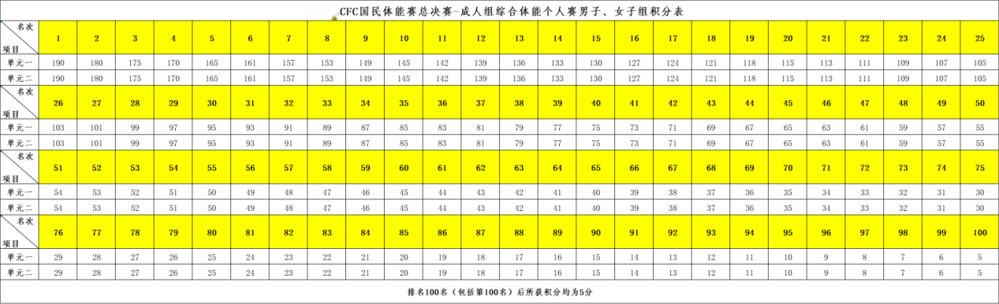 CFC国民体能赛总决赛-成人组综合体能个人赛男子、女子组积分表
名次
项目 1 2 3 4 5 6 7 8 9 10 11 12 13 14 15 16 17 18 19 20 21 22 23 24 25
单元一 190 180 175 170 165 161 157 153 149 145 142 139 136 133 130 127 124 121 118 115 113 111 109 107 105
单元二 190 180 175 170 165 161 157 153 149 145 142 139 136 133 130 127 124 121 118 115 113 111 109 107 105
名次
项目 26 27 28 29 30 31 32 33 34 35 36 37 38 39 40 41 42 43 44 45 46 47 48 49 50
单元一 103 101 99 97 95 93 91 89 87 85 83 81 79 77 75 73 71 69 67 65 63 61 59 57 55
单元二 103 101 99 97 95 93 91 89 87 85 83 81 79 77 75 73 71 69 67 65 63 61 59 57 55
名次
项目 51 52 53 54 55 56 57 58 59 60 61 62 63 64 65 66 67 68 69 70 71 72 73 74 75
单元一 54 53 52 51 50 49 48 47 46 45 44 43 42 41 40 39 38 37 36 35 34 33 32 31 30
单元二 54 53 52 51 50 49 48 47 46 45 44 43 42 41 40 39 38 37 36 35 34 33 32 31 30
名次
项目 76 77 78 79 80 81 82 83 84 85 86 87 88 89 90 91 92 93 94 95 96 97 98 99 100
单元一 29 28 27 26 25 24 23 22 21 20 19 18 17 16 15 14 13 12 11 10 9 8 7 6 5
单元二 29 28 27 26 25 24 23 22 21 20 19 18 17 16 15 14 13 12 11 10 9 8 7 6 5
排名100名（包括第100名）后所获积分均为5分